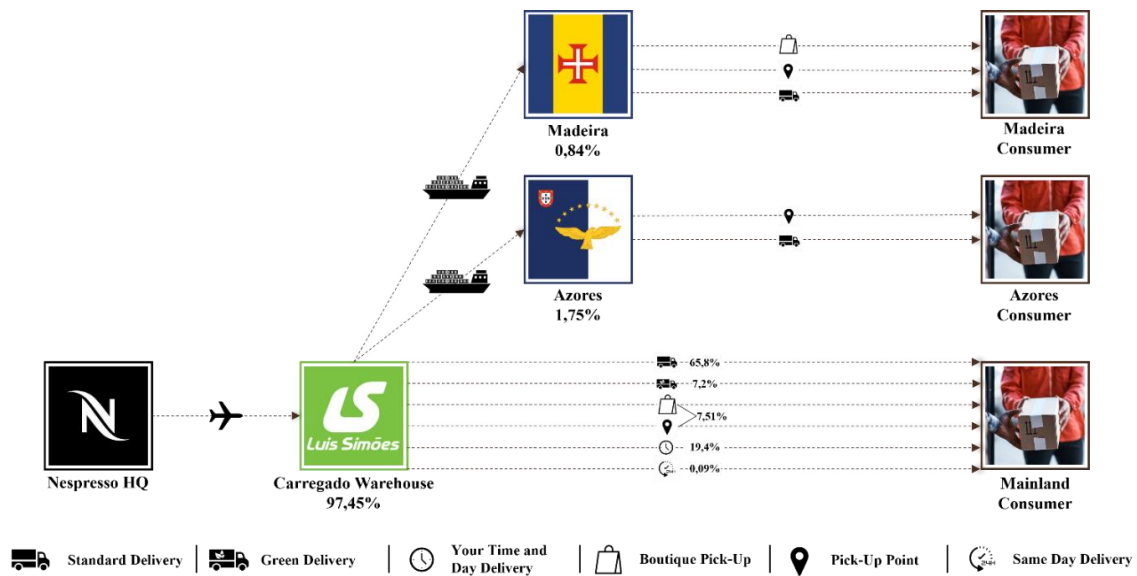 Madeira
0,84%
Madeira
Consumer
Azores
1,75%
Azores
Consumer
65,8%
7,2%
7,51%
19,4%
0,09%
N
LS
Luis Simões
Nespresso HQ
Carregado Warehouse
97,45%
Mainland
Consumer
Standard Delivery
Green Delivery
Your Time and
Day Delivery
Boutique Pick-Up
Pick-Up Point
24H
Same Day Delivery